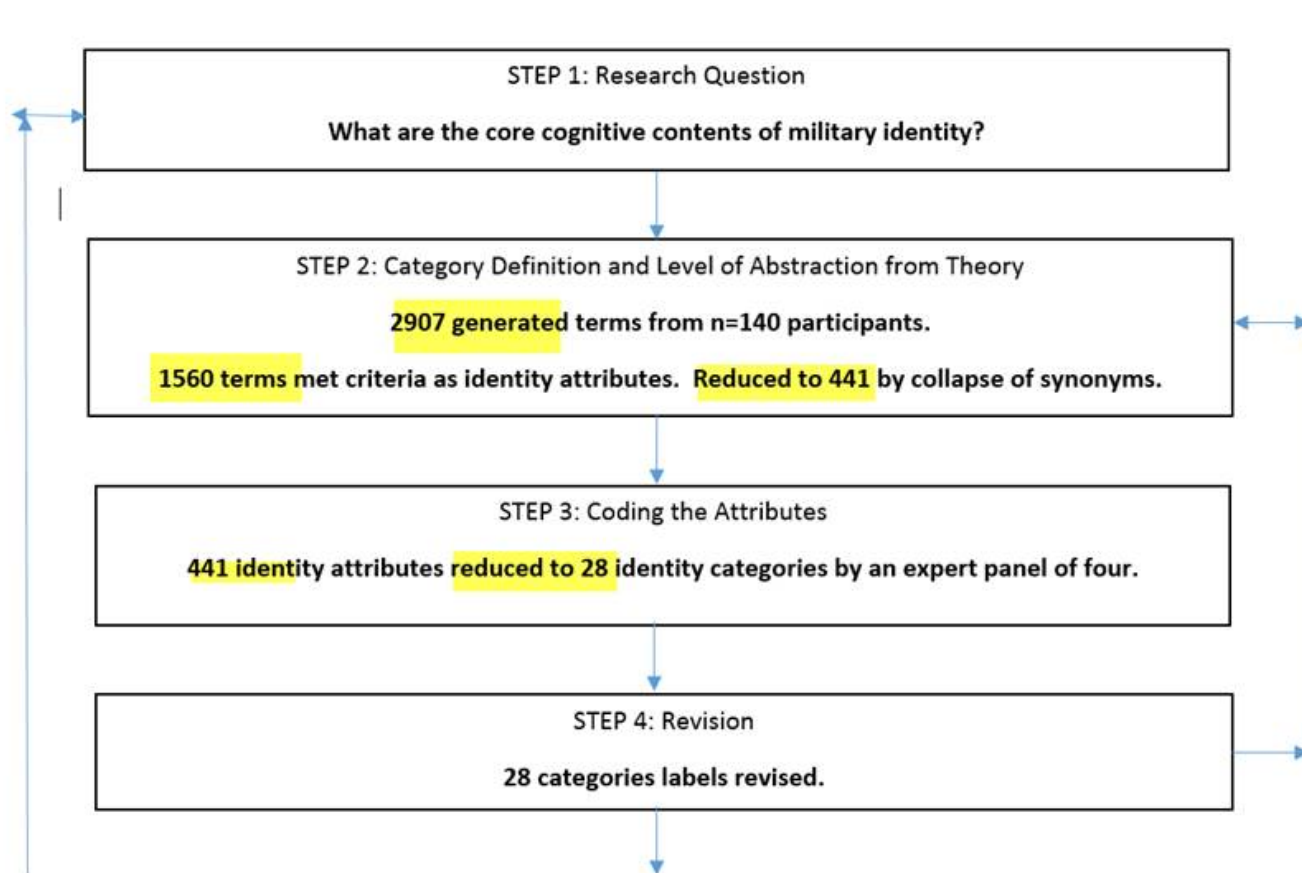 STEP 1: Research Question
What are the core cognitive contents of military identity?
STEP 2: Category Definition and Level of Abstraction from Theory
2907 generated terms from n=140 participants.
1560 terms met criteria as identity attributes. Reduced to 441 by collapse of synonyms.
STEP 3: Coding the Attributes
441 identity attributes reduced to 28 identity categories by an expert panel of four.
STEP 4: Revision
28 categories labels revised.